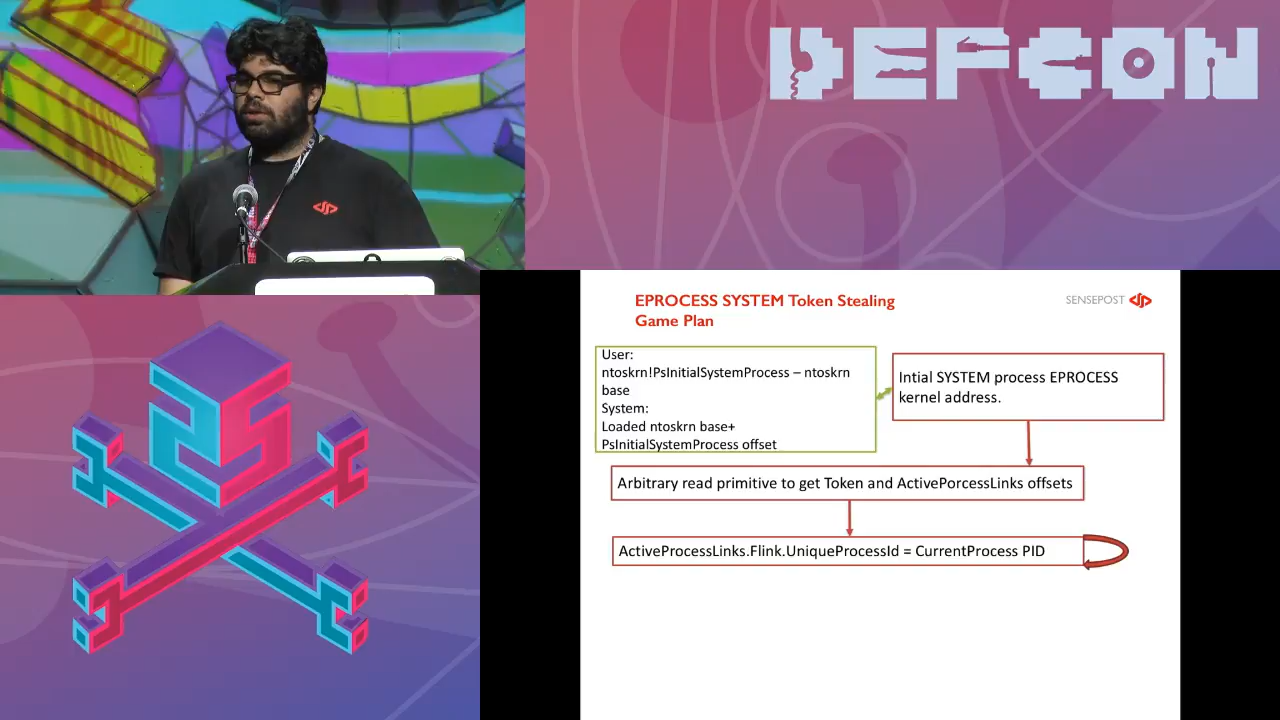 DEFCON
EPROCESS SYSTEM Token Stealing
Game Plan
SENSEPOST
User:
ntoskrn!PsInitialSystemProcess – ntoskrn
base
System:
Loaded ntoskrn base+
PsInitialSystemProcess offset
Intial SYSTEM process EPROCESS
kernel address.
Arbitrary read primitive to get Token and ActivePorcessLinks offsets
ActiveProcessLinks.Flink.UniqueProcessId = CurrentProcess PID